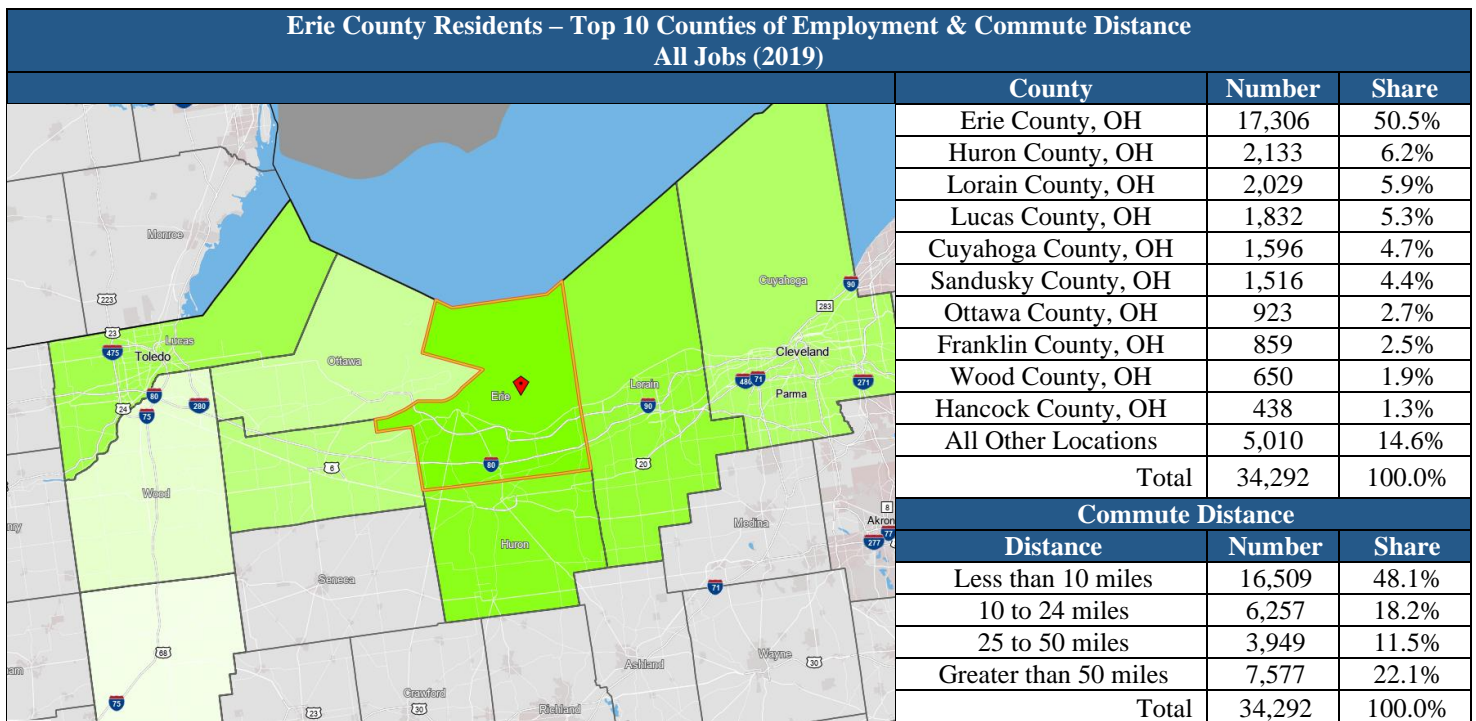 Erie County Residents – Top 10 Counties of Employment & Commute Distance
All Jobs (2019)
County Number Share
Erie County, OH 17,306 50.5%
Huron County, OH 2,133 6.2%
Lorain County, OH 2,029 5.9%
Lucas County, OH 1,832 5.3%
Cuyahoga County, OH 1,596 4.7%
Sandusky County, OH 1,516 4.4%
Ottawa County, OH 923 2.7%
Franklin County, OH 859 2.5%
Wood County, OH 650 1.9%
Hancock County, OH 438 1.3%
All Other Locations 5,010 14.6%
Total 34,292 100.0%
Commute Distance
Distance Number Share
Less than 10 miles 16,509 48.1%
10 to 24 miles 6,257 18.2%
25 to 50 miles 3,949 11.5%
Greater than 50 miles 7,577 22.1%
Total 34,292 100.0%
Monroe
223
23
Lucas
475
Toledo
Ottawa
80
24
75
280
Cuyahoga
90
283
Cleveland
480
71
271
Parma
Erie
Lorain
90
6
80
20
Wood
Medina
8
Akron
77
277
Huron
Seneca
71
68
Ashland
Wayne
30
75
Crawford
23
30
Richland